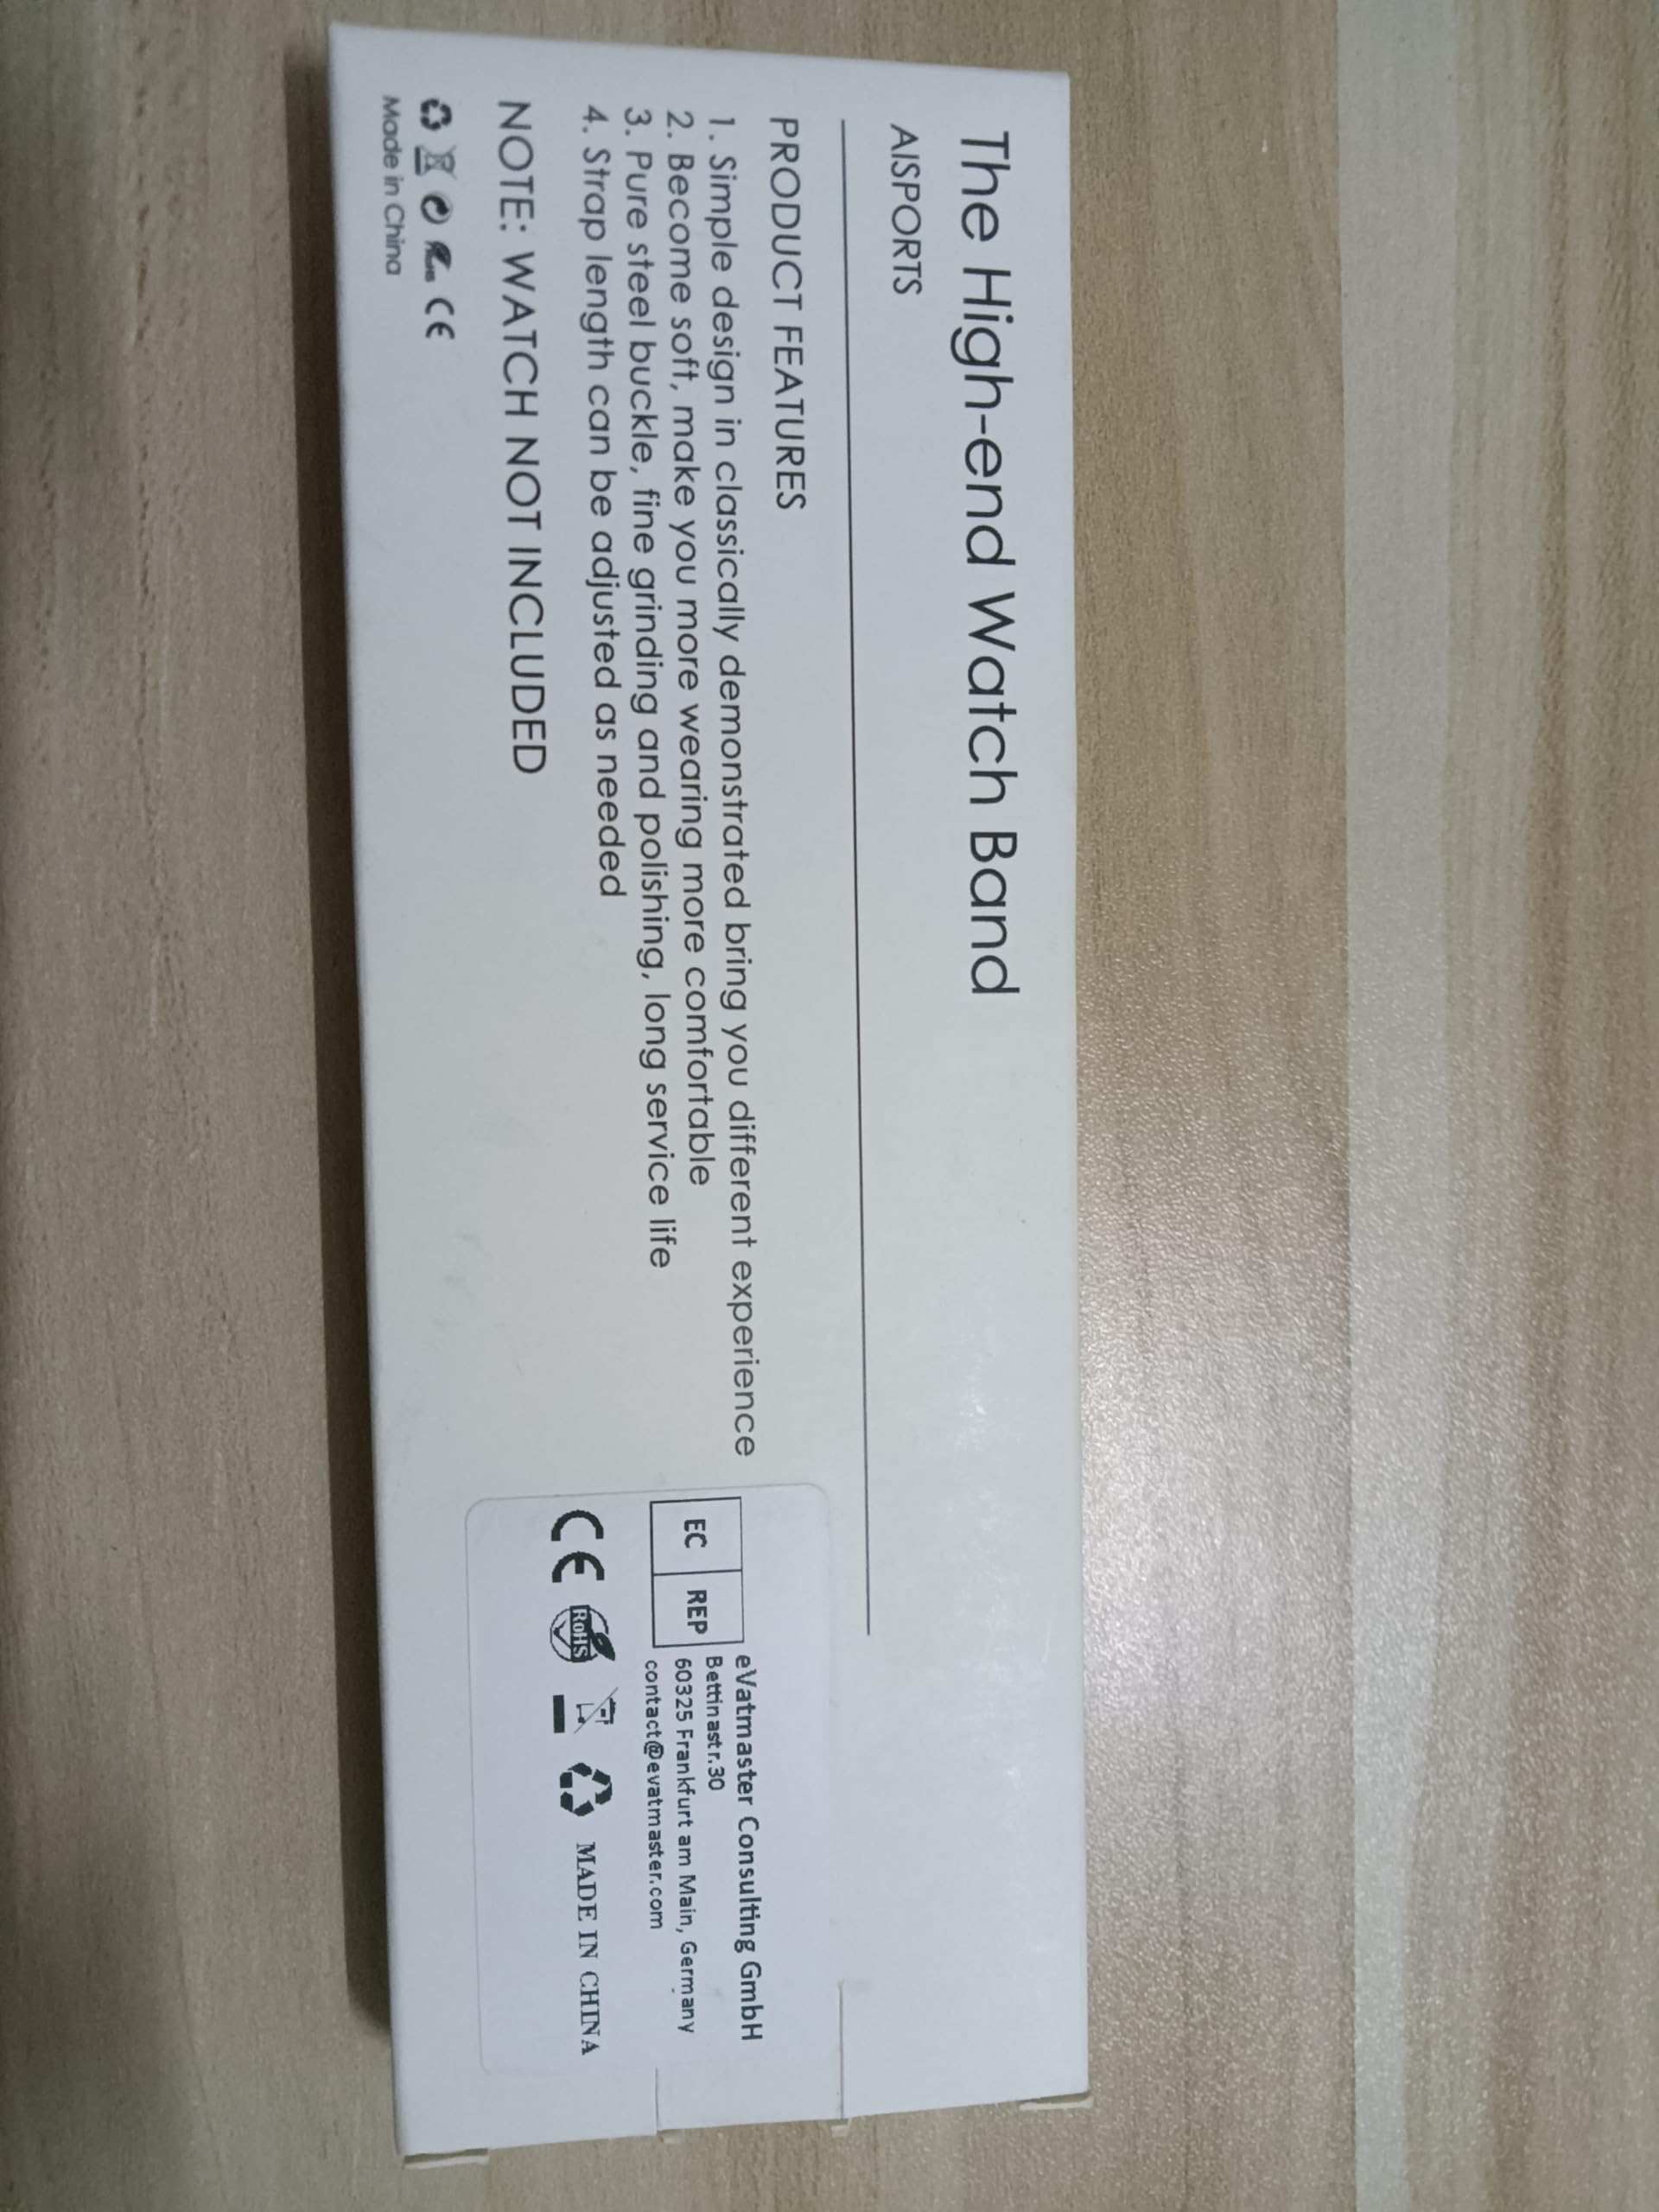 The High-end Watch Band
AISPORTS
PRODUCT FEATURES
1. Simple design in classically demonstrated bring you different experience
2. Become soft, make you more wearing more comfortable
3. Pure steel buckle, fine grinding and polishing, long service life
4. Strap length can be adjusted as needed
NOTE: WATCH NOT INCLUDED
CE
Made in China
EC REP
eVatmaster Consulting GmbH
Bettinastr.30
60325 Frankfurt am Main, Germany
contact@evatmaster.com
CE RoHS MADE IN CHINA